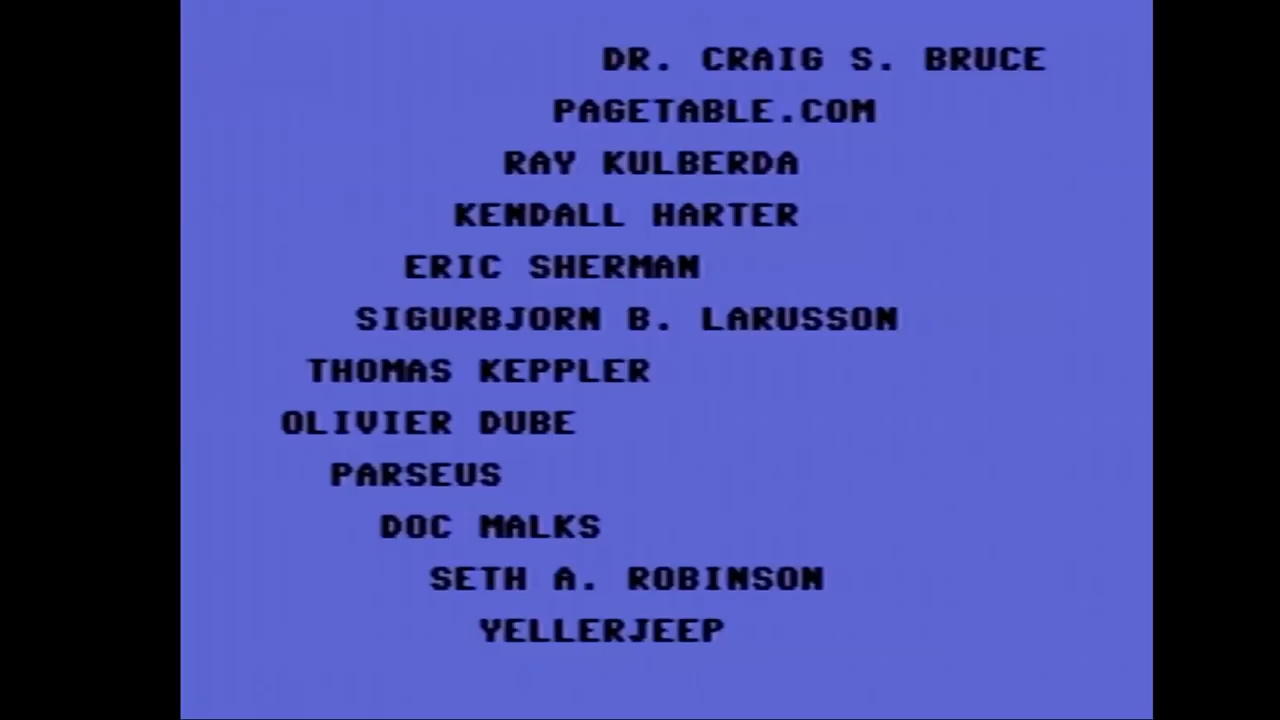 DR. CRAIG S. BRUCE
PAGETABLE.COM
RAY KULBERDA
KENDALL HARTER
ERIC SHERMAN
SIGURBJORN B. LARUSSON
THOMAS KEPPLER
OLIVIER DUBE
PARSEUS
DOC MALKS
SETH A. ROBINSON
YELLERJEEP